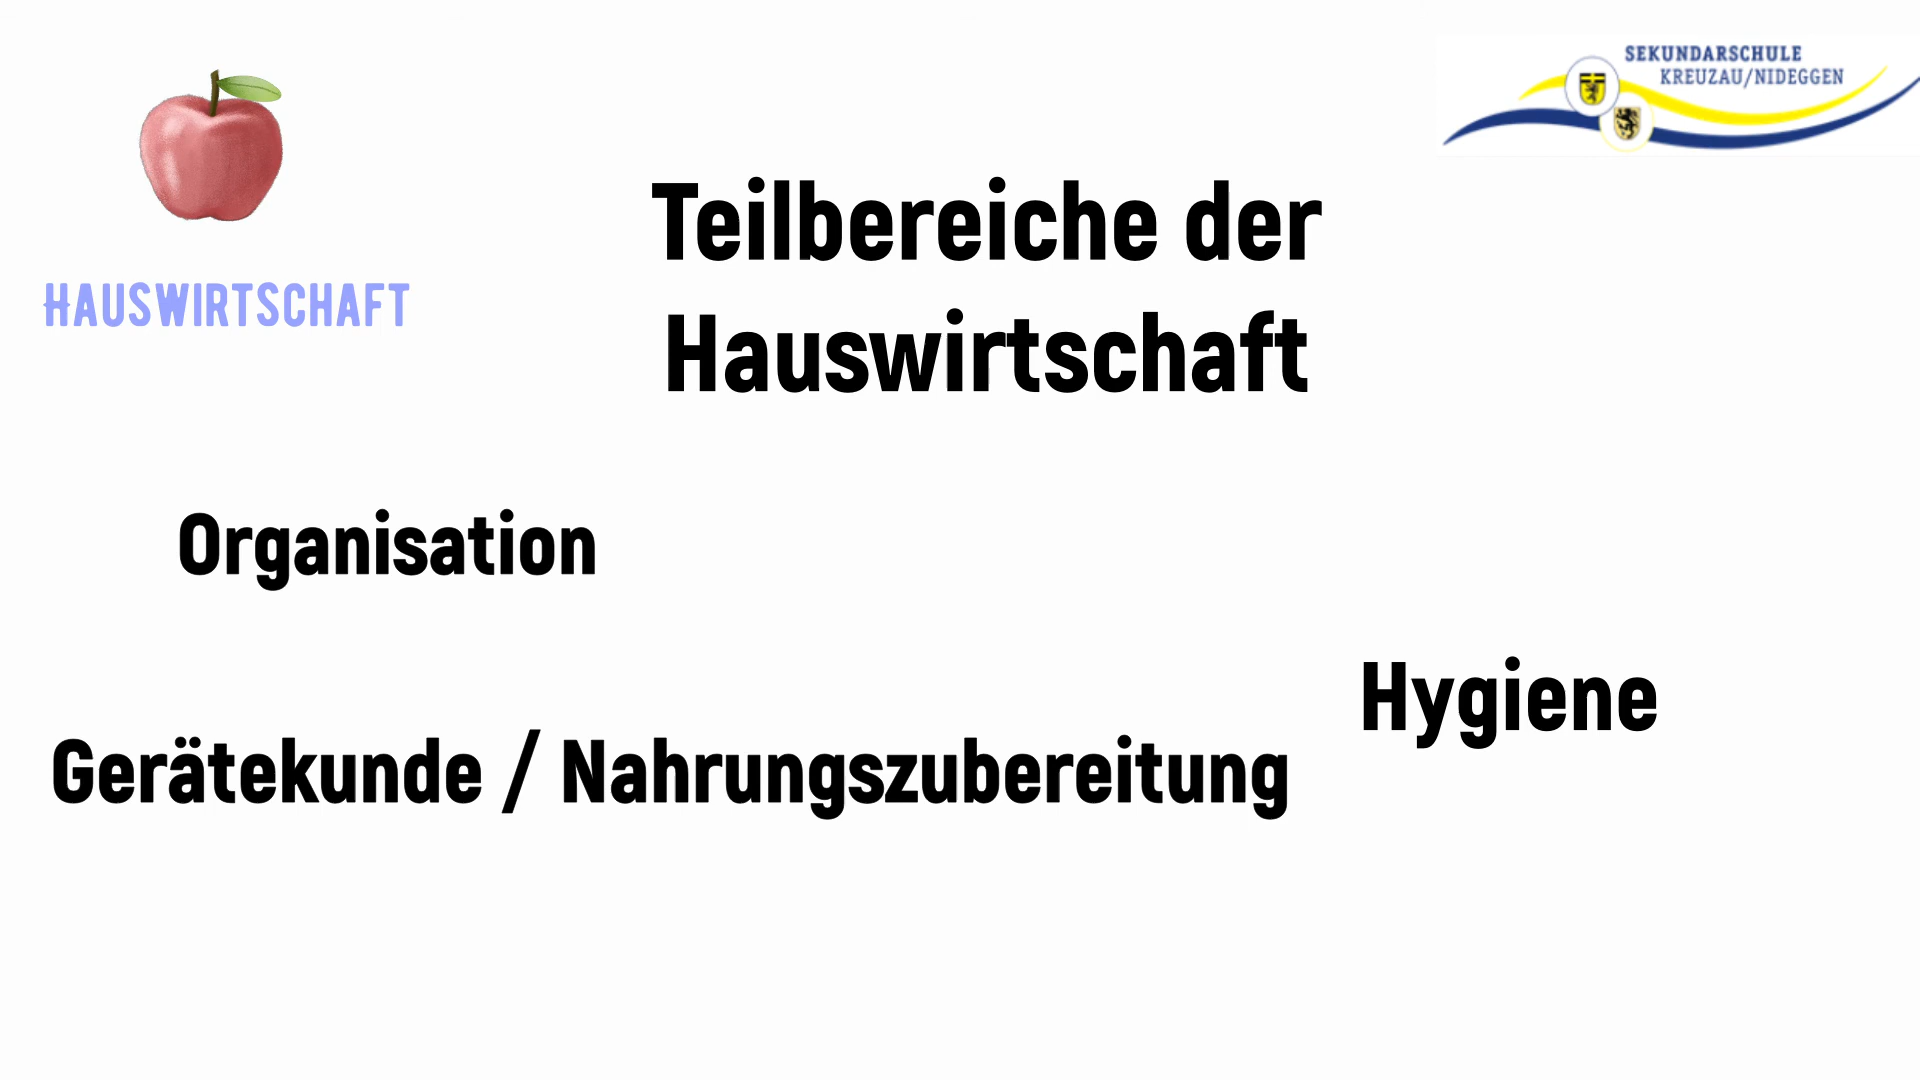 SEKUNDARSCHULE
KREUZAU/NIDEGGEN
HAUSWIRTSCHAFT
Teilbereiche der
Hauswirtschaft
Organisation
Hygiene
Gerätekunde / Nahrungszubereitung